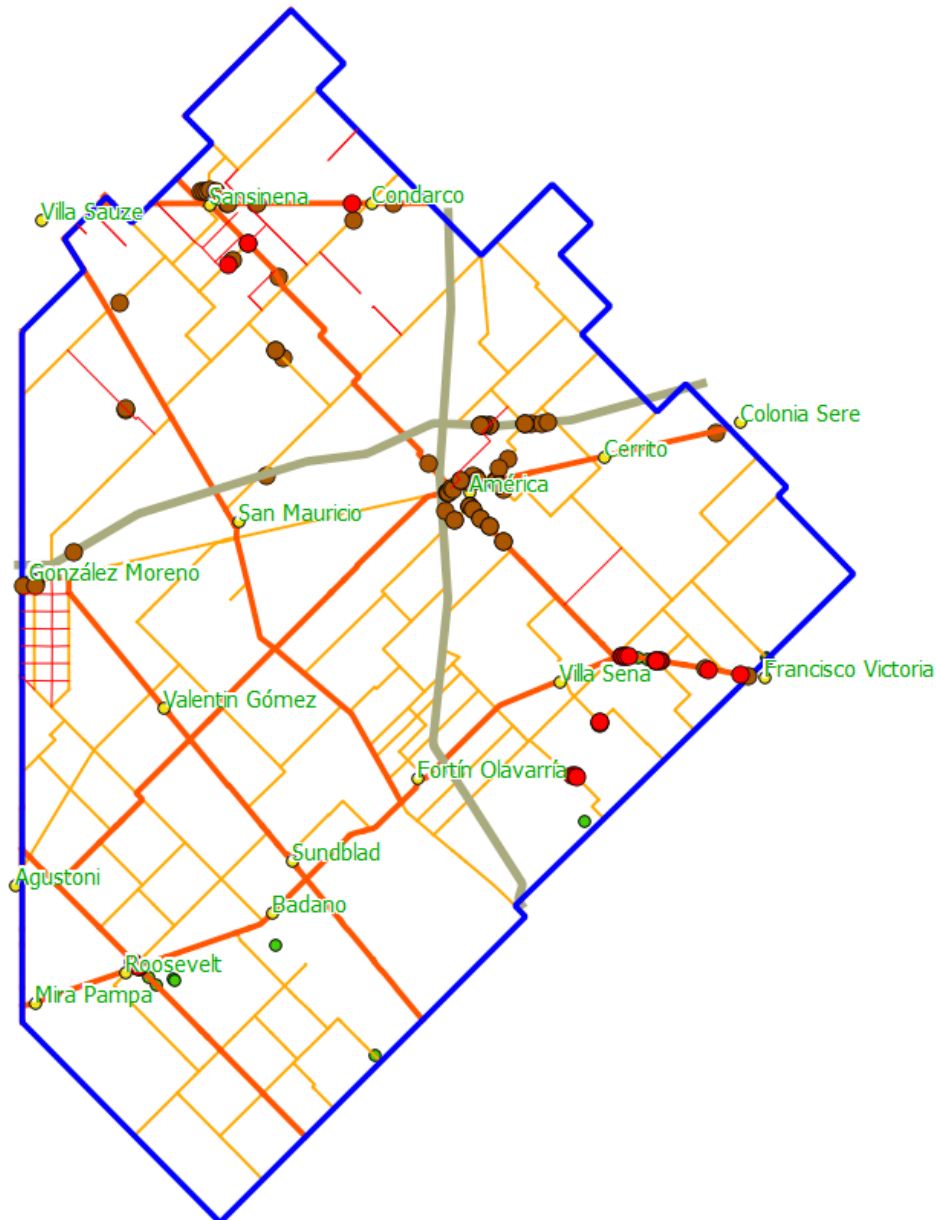 Sansinena
Condarco
Villa Sauze
Colonia Sere
Cerrito
América
San Mauricio
González Moreno
Francisco Victoria
Villa Sena
Valentin Gómez
Fortín Olavarría
Sundblad
Agustoni
Badano
Roosevelt
Mira Pampa